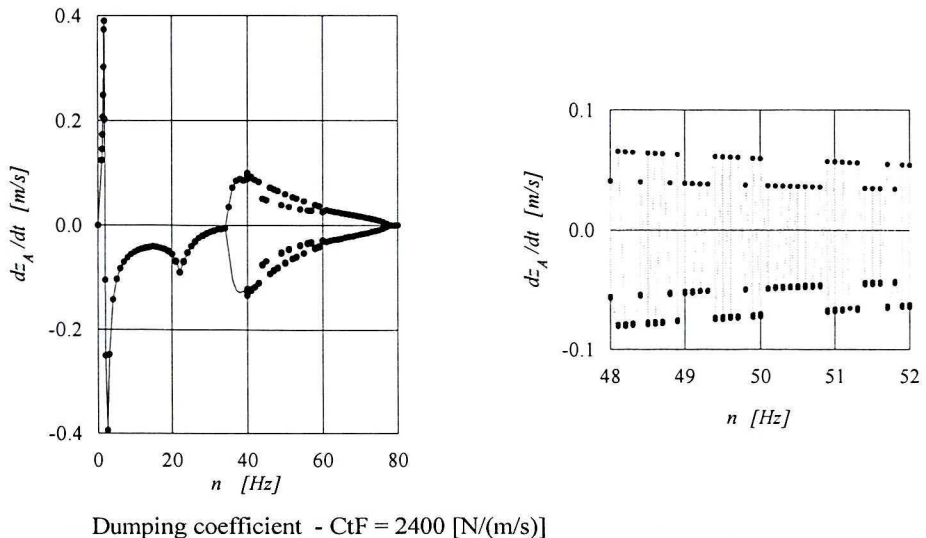 0.4
0.2
0.0
-0.2
-0.4
dz_A /dt [m/s]
0 20 40 60 80
n [Hz]
0.1
0.0
-0.1
dz_A /dt [m/s]
48 49 50 51 52
n [Hz]
Dumping coefficient - CtF = 2400 [N/(m/s)]